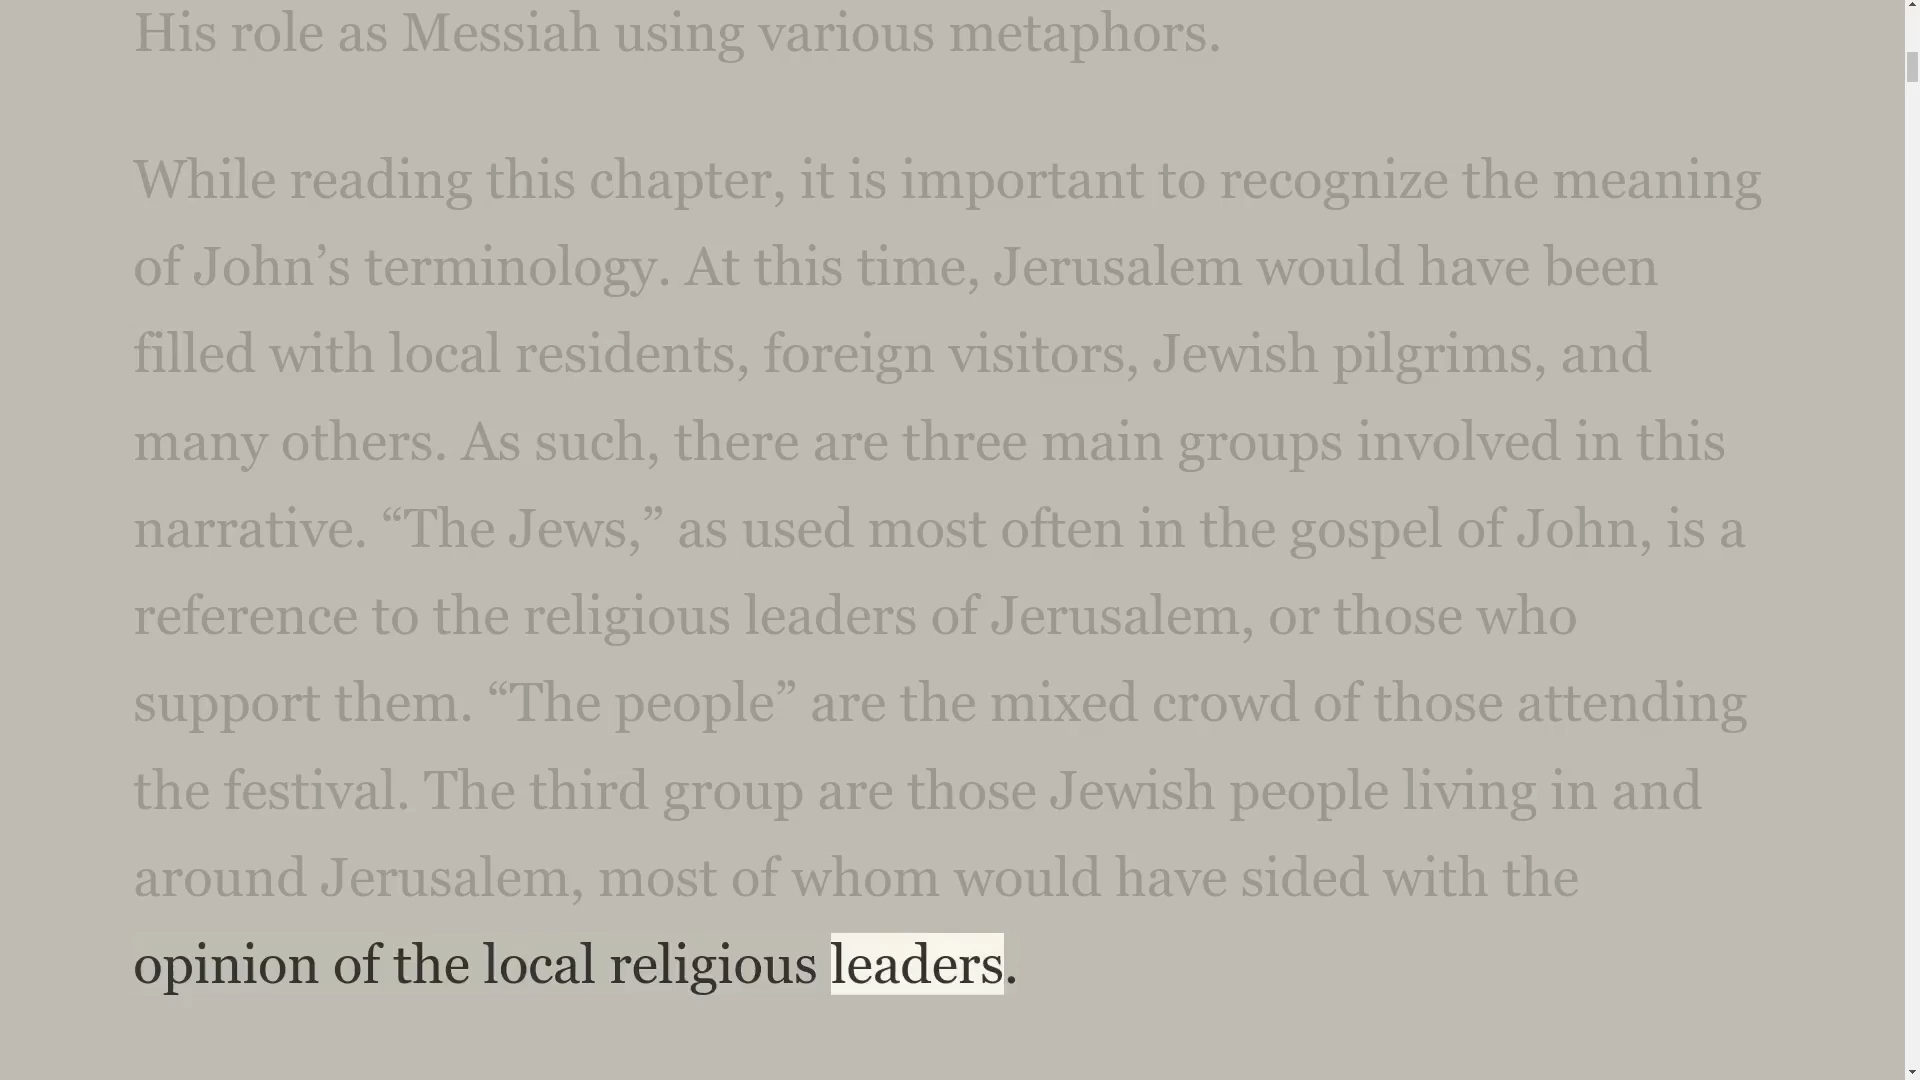 His role as Messiah using various metaphors.
While reading this chapter, it is important to recognize the meaning
of John’s terminology. At this time, Jerusalem would have been
filled with local residents, foreign visitors, Jewish pilgrims, and
many others. As such, there are three main groups involved in this
narrative. “The Jews,” as used most often in the gospel of John, is a
reference to the religious leaders of Jerusalem, or those who
support them. “The people” are the mixed crowd of those attending
the festival. The third group are those Jewish people living in and
around Jerusalem, most of whom would have sided with the
opinion of the local religious leaders.